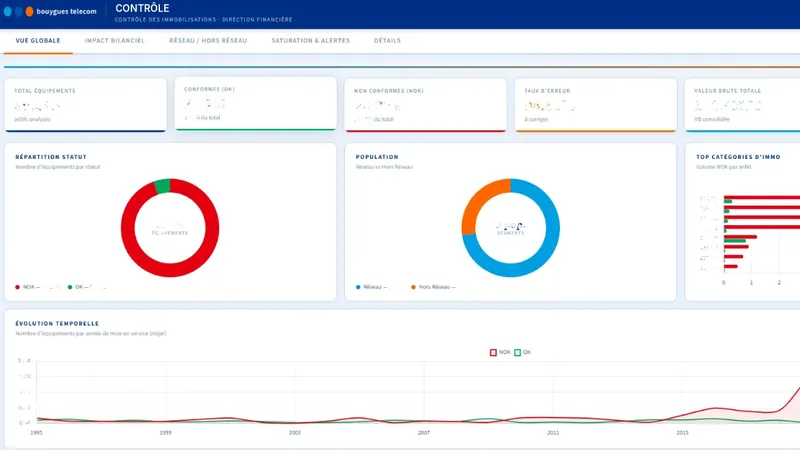 bouygues telecom
CONTRÔLE
CONTRÔLE DES IMMOBILISATIONS · DIRECTION FINANCIÈRE
VUE GLOBALE
IMPACT BILANCIEL
RÉSEAU / HORS RÉSEAU
SATURATION & ALERTES
DÉTAILS
TOTAL ÉQUIPEMENTS
actifs analysés
CONFORMES (OK)
du total
NON CONFORMES (NOK)
du total
TAUX D'ERREUR
à corriger
VALEUR BRUTE TOTALE
VB consolidée
RÉPARTITION STATUT
Nombre d'équipements par statut
ÉQUIPEMENTS
NOK —
OK —
POPULATION
Réseau vs Hors Réseau
SEGMENTS
Réseau —
Hors Réseau —
TOP CATÉGORIES D'IMMO
Volume NOK par actif
0 1 2
ÉVOLUTION TEMPORELLE
Nombre d'équipements par année de mise en service
NOK OK
1995 1999 2003 2007 2011 2015